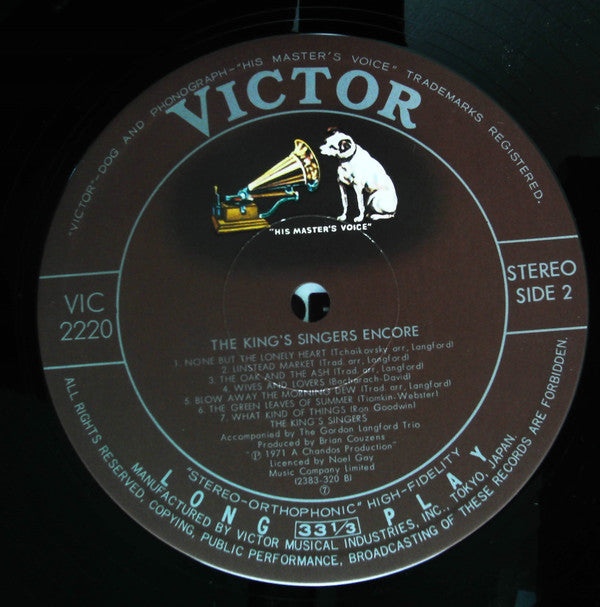 "VICTOR"–DOG AND PHONOGRAPH–"HIS MASTER'S VOICE" TRADEMARKS REGISTERED.
VICTOR
"HIS MASTER'S VOICE"
VIC
2220
STEREO
SIDE 2
THE KING'S SINGERS ENCORE
1. NONE BUT THE LONELY HEART (Tchaikovsky arr, Langford)
2. LINSTEAD MARKET (Trad. arr, Langford)
3. THE OAK AND THE ASH (Trad. arr, Langford)
4. WIVES AND LOVERS (Bacharach-David)
5. BLOW AWAY THE MORNING DEW (Trad. arr, Langford)
6. THE GREEN LEAVES OF SUMMER (Tiomkin-Webster)
7. WHAT KIND OF THINGS (Ron Goodwin)
THE KING'S SINGERS
Accompanied by The Gordon Langford Trio
Produced by Brian Couzens
"Ⓟ 1971 A Chandos Production"
Licenced by Noel Gay
Music Company Limited
(2383-320 B)
⑦
"STEREO-ORTHOPHONIC" HIGH-FIDELITY
LONG 33 1/3 PLAY
MANUFACTURED BY VICTOR MUSICAL INDUSTRIES, INC., TOKYO, JAPAN.
ALL RIGHTS RESERVED, COPYING, PUBLIC PERFORMANCE, BROADCASTING OF THESE RECORDS ARE FORBIDDEN.